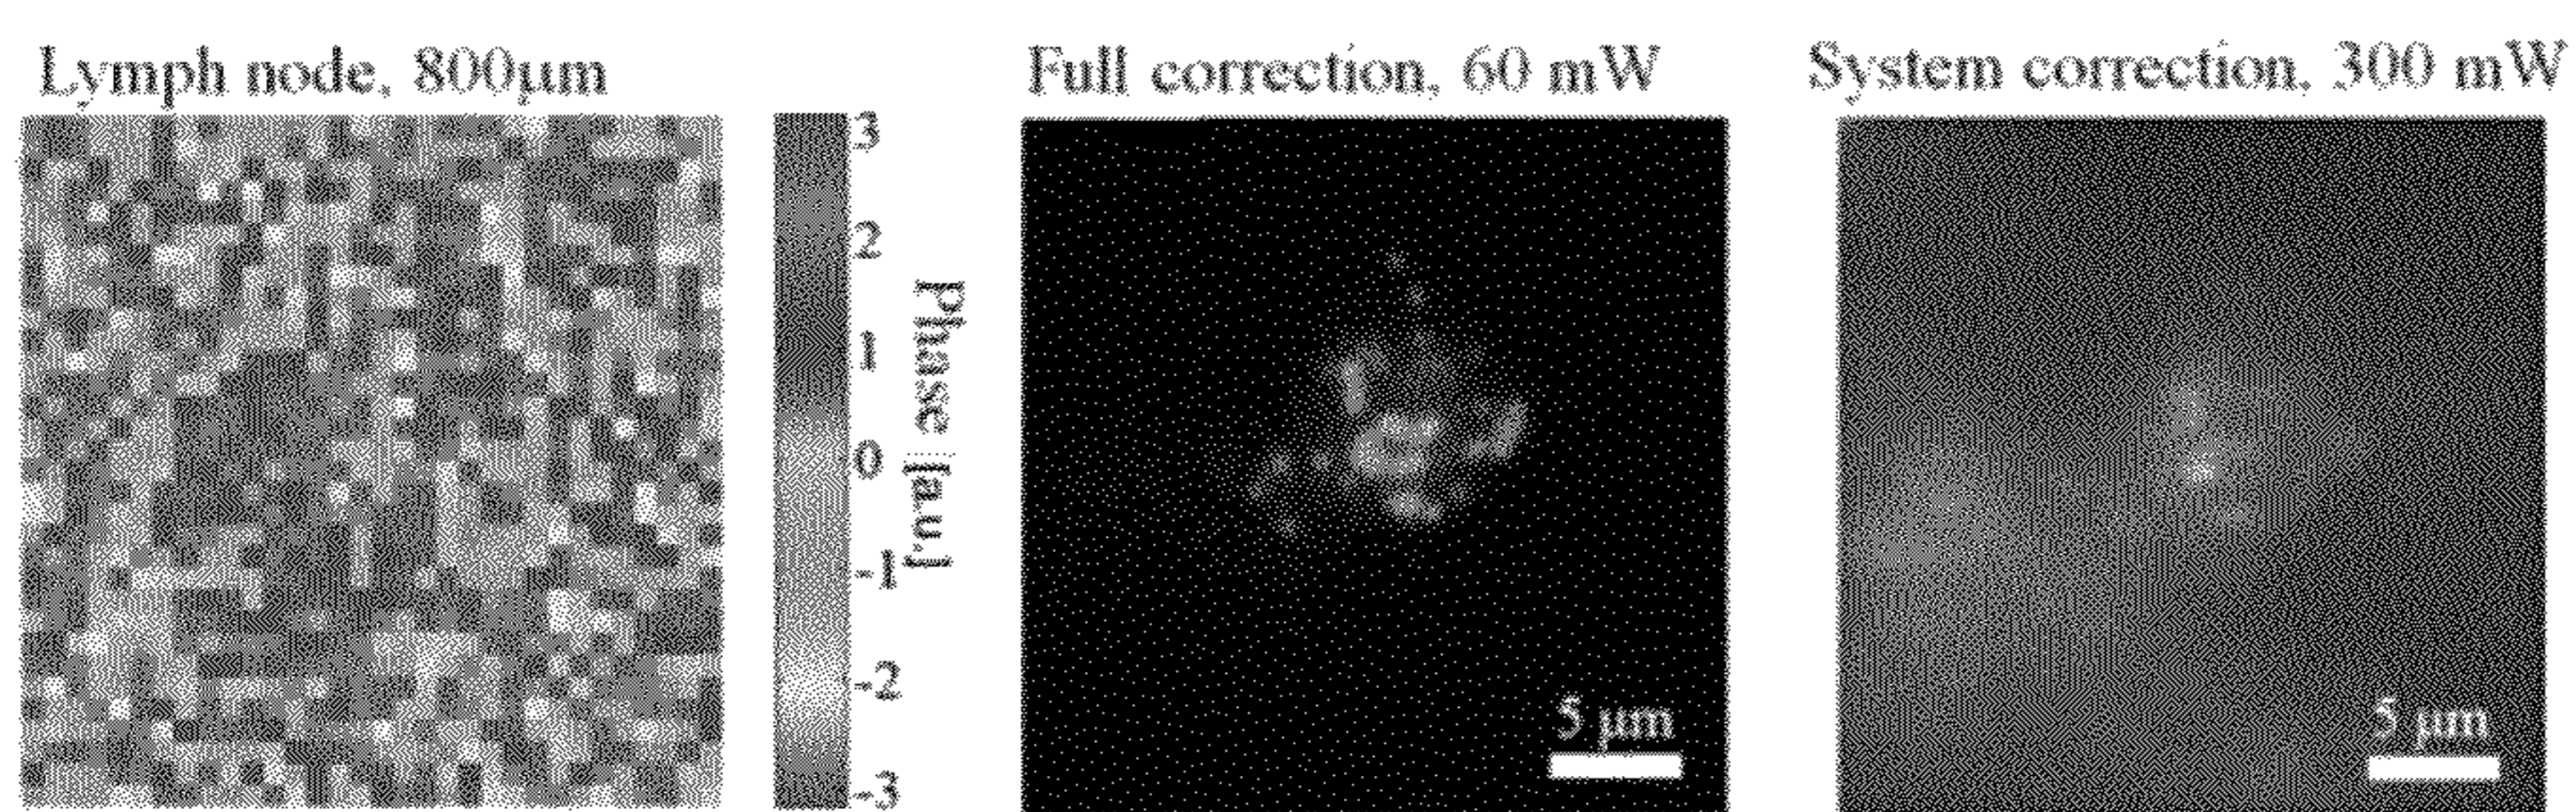 Lymph node, 800µm
Full correction, 60 mW
System correction, 300 mW
3
2
1
0
-1
-2
-3
Phase [a.u.]
5 µm
5 µm